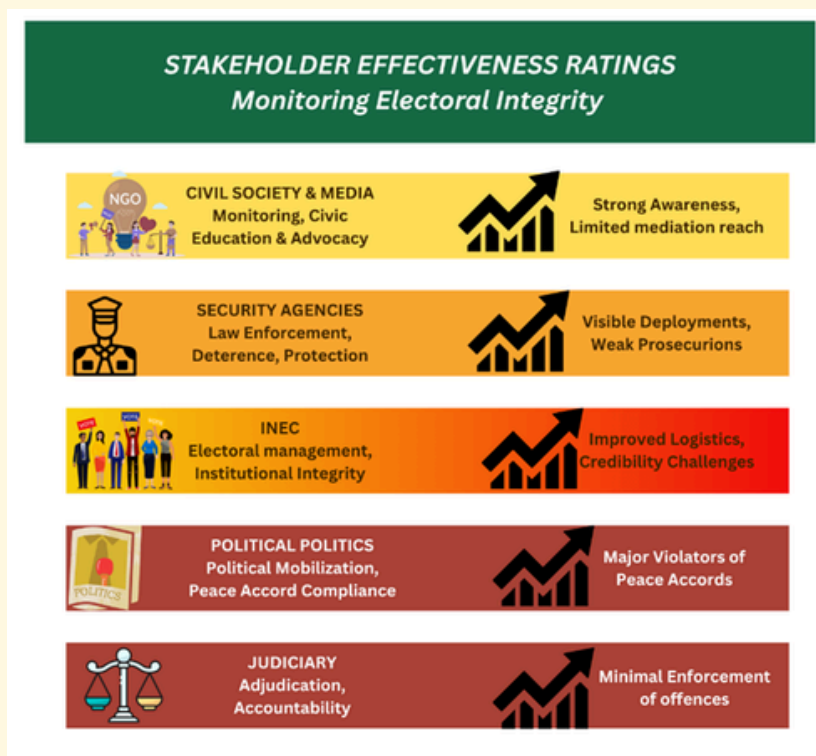 STAKEHOLDER EFFECTIVENESS RATINGS
Monitoring Electoral Integrity
NGO
CIVIL SOCIETY & MEDIA
Monitoring, Civic
Education & Advocacy
Strong Awareness,
Limited mediation reach
SECURITY AGENCIES
Law Enforcement,
Deterence, Protection
Visible Deployments,
Weak Prosecurions
VOTE
VOTE
VOTE
INEC
Electoral management,
Institutional Integrity
Improved Logistics,
Credibility Challenges
POLITICS
POLITICAL POLITICS
Political Mobilization,
Peace Accord Compliance
Major Violators of
Peace Accords
JUDICIARY
Adjudication,
Accountability
Minimal Enforcement
of offences